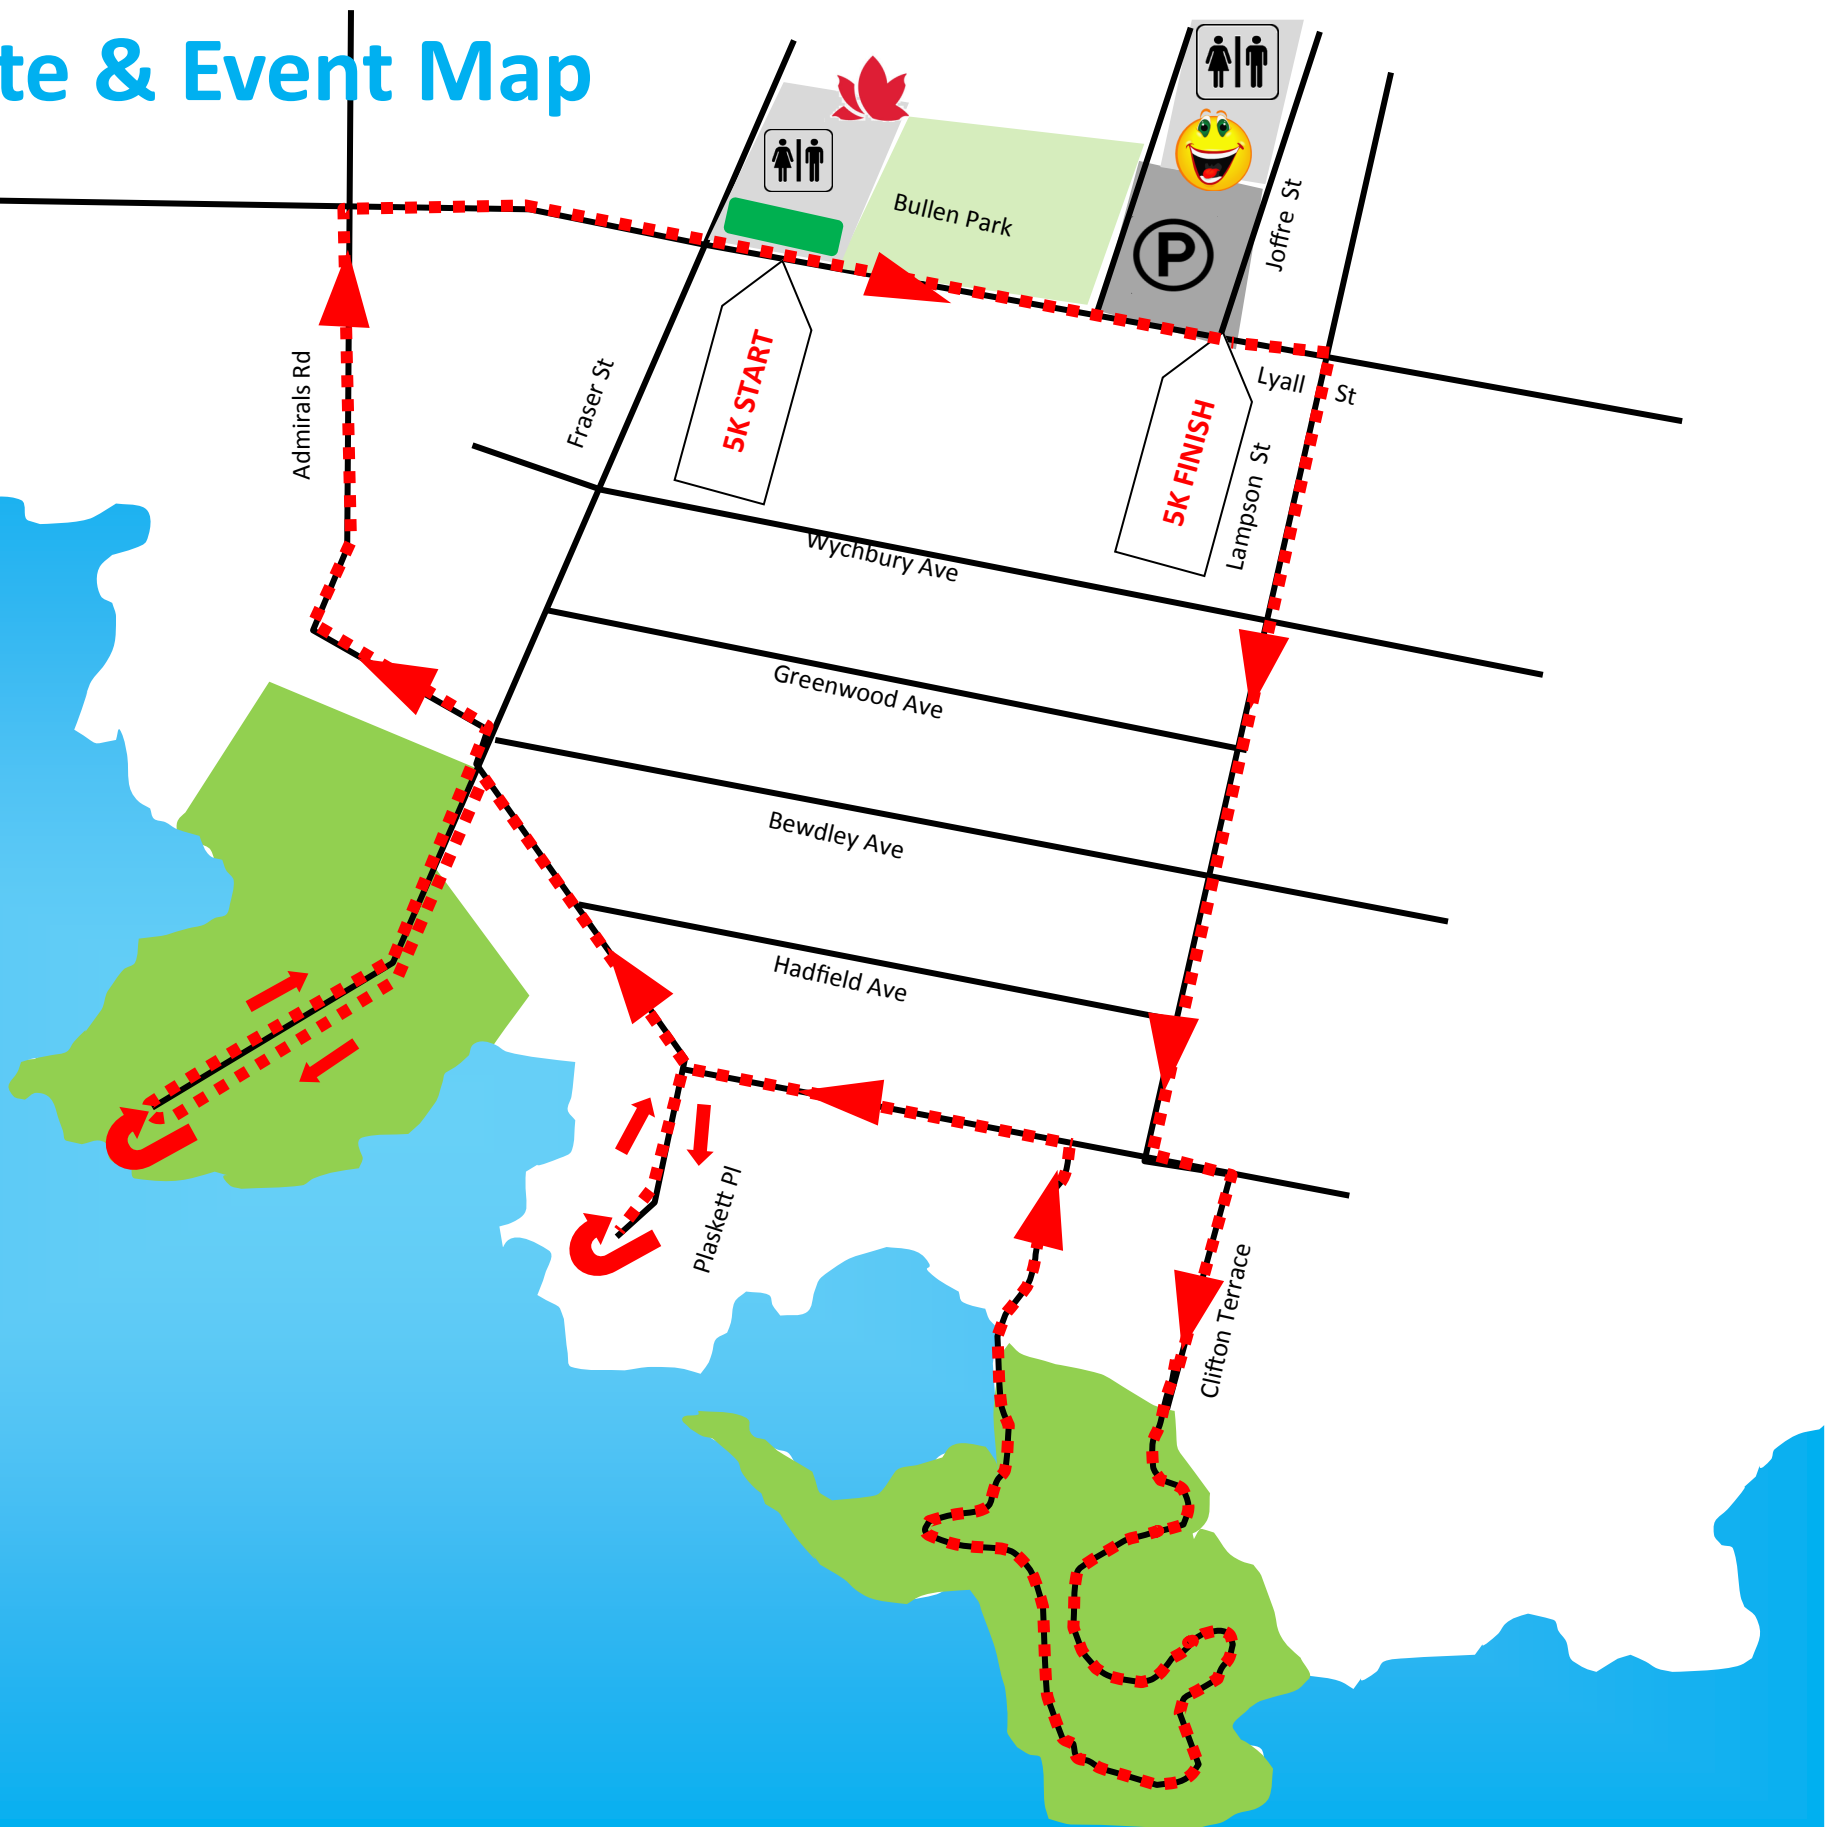 te & Event Map
Bullen Park
P
Joffre St
Admirals Rd
Fraser St
5K START
Lyall St
5K FINISH
Lampson St
Wychbury Ave
Greenwood Ave
Bewdley Ave
Hadfield Ave
Plaskett Pl
Clifton Terrace